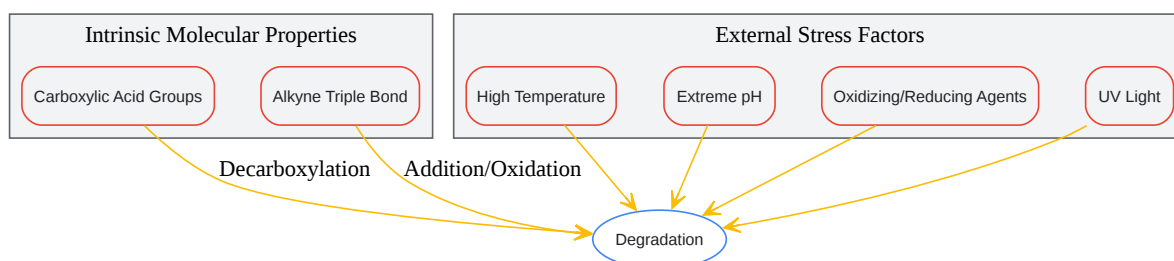 Intrinsic Molecular Properties
External Stress Factors
Carboxylic Acid Groups
Alkyne Triple Bond
High Temperature
Extreme pH
Oxidizing/Reducing Agents
UV Light
Decarboxylation
Addition/Oxidation
Degradation